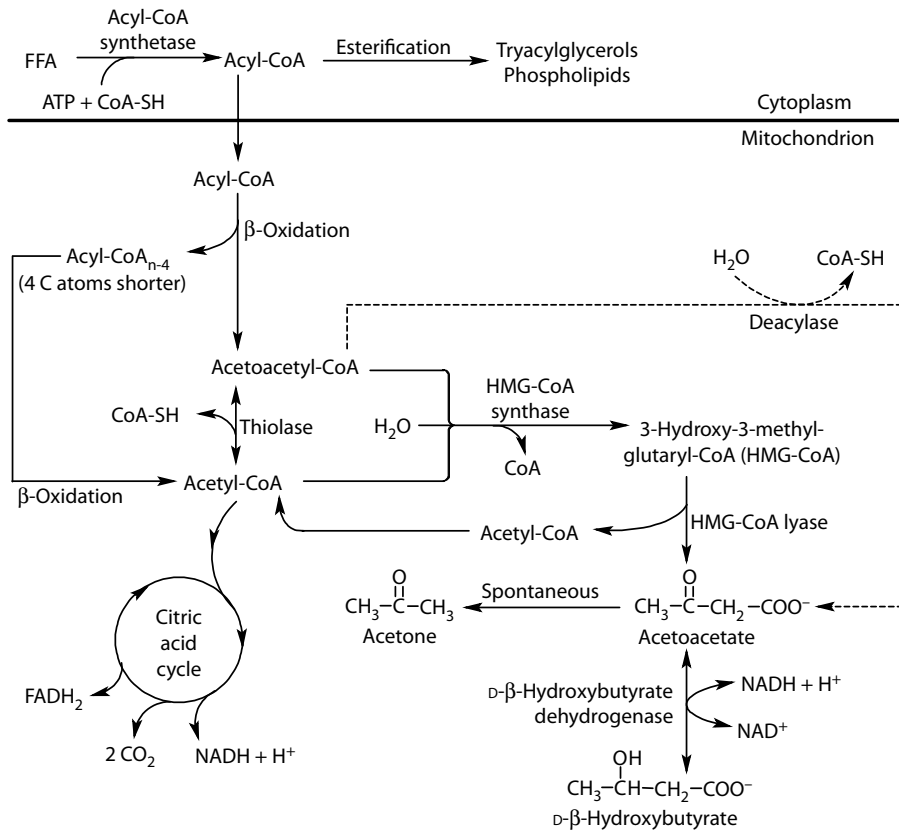 Acyl-CoA
synthetase
FFA
Acyl-CoA
Esterification
Tryacylglycerols
Phospholipids
ATP + CoA-SH
Cytoplasm
Mitochondrion
Acyl-CoA
β-Oxidation
Acyl-CoAn-4
(4 C atoms shorter)
H2O
CoA-SH
Deacylase
Acetoacetyl-CoA
CoA-SH
Thiolase
H2O
HMG-CoA
synthase
CoA
3-Hydroxy-3-methyl-
glutaryl-CoA (HMG-CoA)
β-Oxidation
Acetyl-CoA
Acetyl-CoA
HMG-CoA lyase
O
CH3-C-CH3
Acetone
Spontaneous
O
CH3-C-CH2-COO−
Acetoacetate
Citric
acid
cycle
FADH2
2 CO2
NADH + H+
D-β-Hydroxybutyrate
dehydrogenase
NADH + H+
NAD+
OH
CH3-CH-CH2-COO−
D-β-Hydroxybutyrate